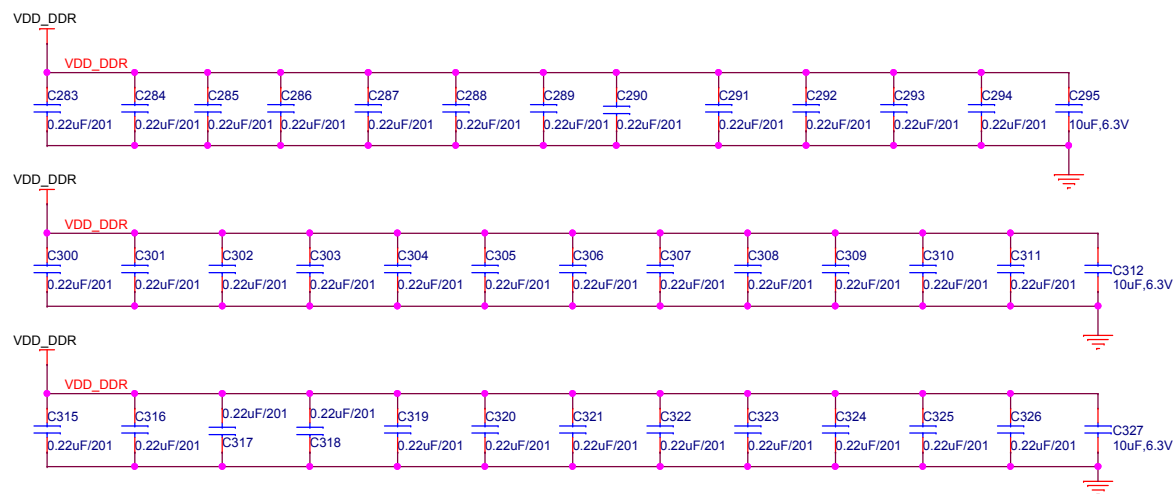 VDD_DDR
VDD_DDR
C283 C284 C285 C286 C287 C288 C289 C290 C291 C292 C293 C294 C295
0.22uF/201 0.22uF/201 0.22uF/201 0.22uF/201 0.22uF/201 0.22uF/201 0.22uF/201 0.22uF/201 0.22uF/201 0.22uF/201 0.22uF/201 0.22uF/201 10uF,6.3V
VDD_DDR
VDD_DDR
C300 C301 C302 C303 C304 C305 C306 C307 C308 C309 C310 C311 C312
0.22uF/201 0.22uF/201 0.22uF/201 0.22uF/201 0.22uF/201 0.22uF/201 0.22uF/201 0.22uF/201 0.22uF/201 0.22uF/201 0.22uF/201 0.22uF/201 10uF,6.3V
VDD_DDR
VDD_DDR
C315 C316 0.22uF/201 0.22uF/201 C319 C320 C321 C322 C323 C324 C325 C326 C327
0.22uF/201 0.22uF/201 C317 C318 0.22uF/201 0.22uF/201 0.22uF/201 0.22uF/201 0.22uF/201 0.22uF/201 0.22uF/201 0.22uF/201 10uF,6.3V